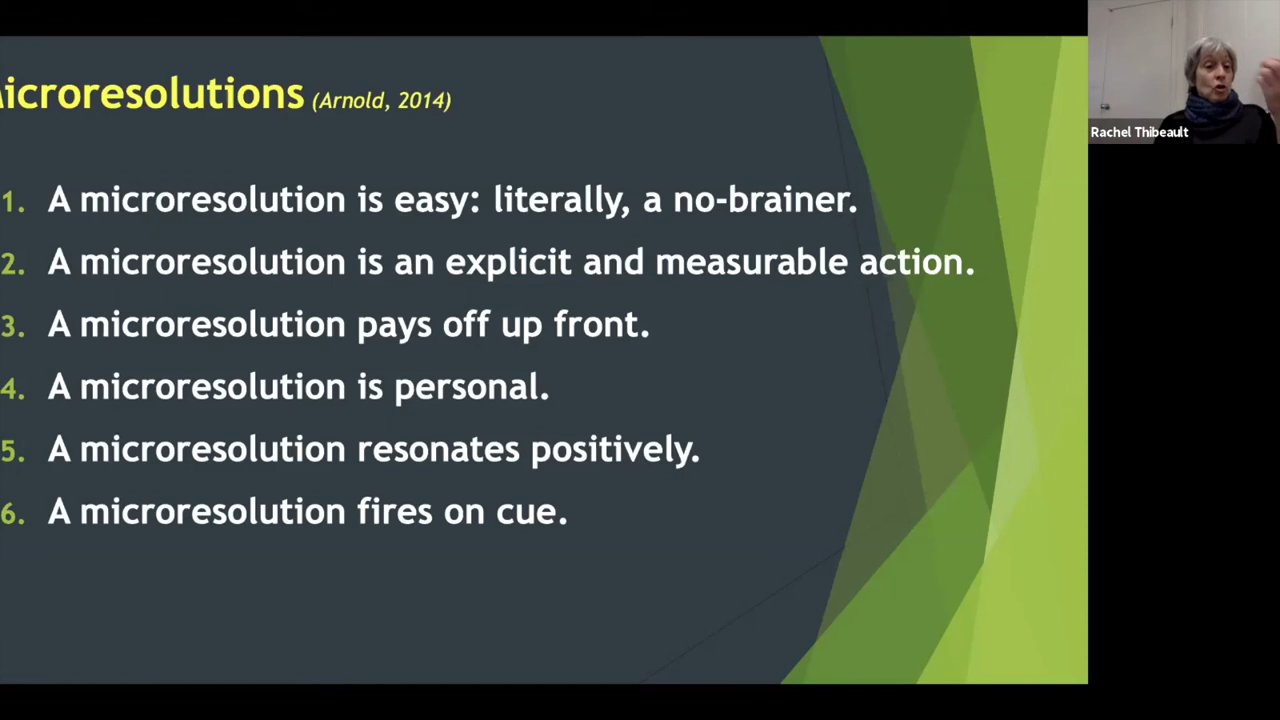 icroresolutions (Arnold, 2014)
1. A microresolution is easy: literally, a no-brainer.
2. A microresolution is an explicit and measurable action.
3. A microresolution pays off up front.
4. A microresolution is personal.
5. A microresolution resonates positively.
6. A microresolution fires on cue.
Rachel Thibeault